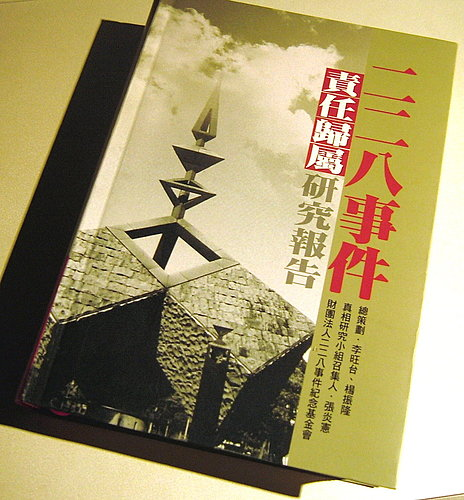 二二八事件
責任歸屬
研究報告
總策劃．李旺台、楊振隆
真相研究小組召集人．張炎憲
財團法人二二八事件紀念基金會